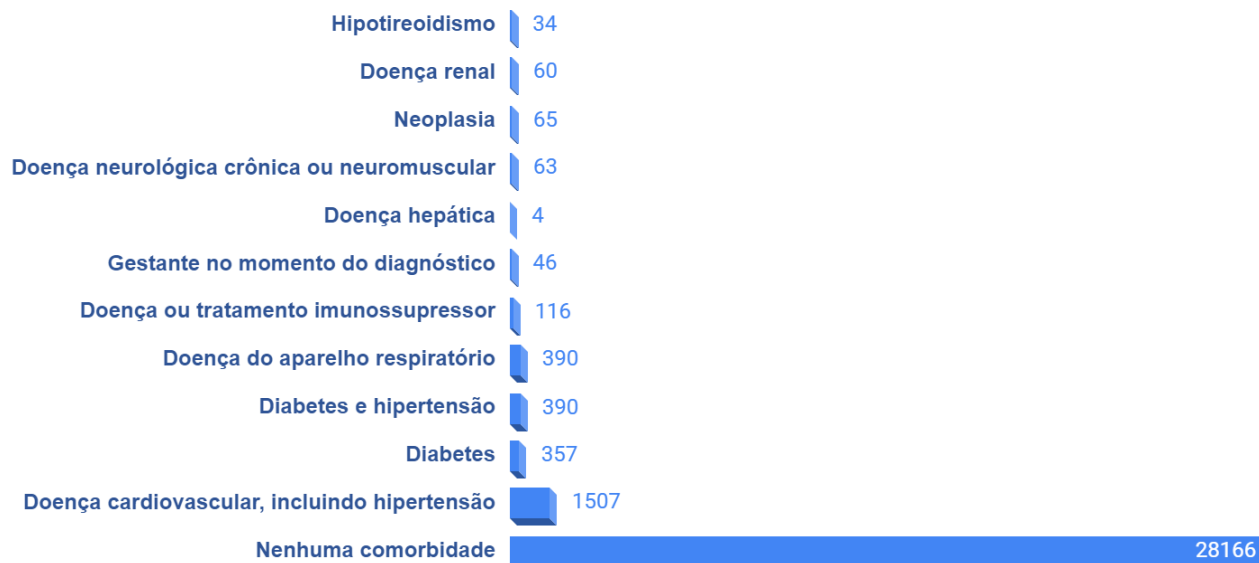 Hipotireoidismo 34
Doença renal 60
Neoplasia 65
Doença neurológica crônica ou neuromuscular 63
Doença hepática 4
Gestante no momento do diagnóstico 46
Doença ou tratamento imunossupressor 116
Doença do aparelho respiratório 390
Diabetes e hipertensão 390
Diabetes 357
Doença cardiovascular, incluindo hipertensão 1507
Nenhuma comorbidade 28166